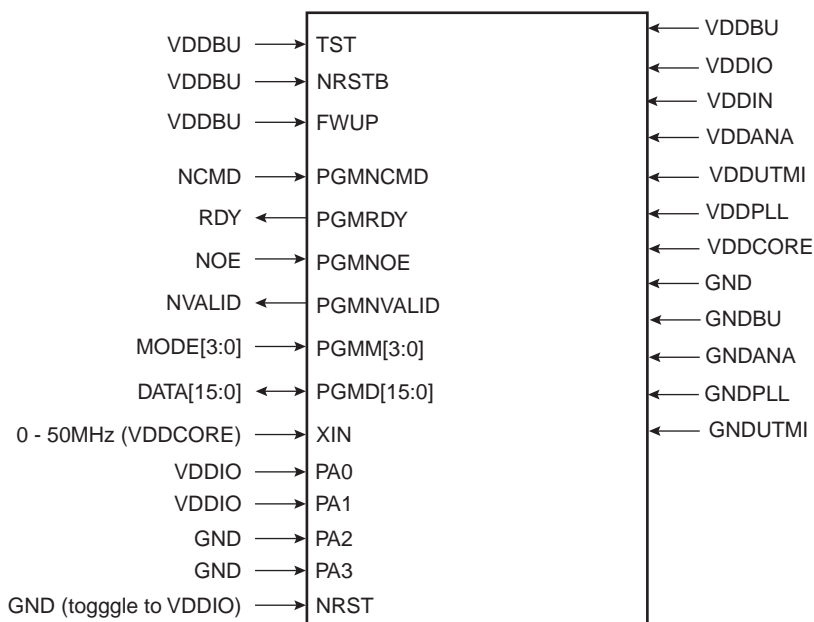 VDDBU TST
VDDBU NRSTB
VDDBU FWUP
NCMD PGMNCMD
RDY PGMRDY
NOE PGMNOE
NVALID PGMNVALID
MODE[3:0] PGMM[3:0]
DATA[15:0] PGMD[15:0]
0 - 50MHz (VDDCORE) XIN
VDDIO PA0
VDDIO PA1
GND PA2
GND PA3
GND (togggle to VDDIO) NRST
VDDBU
VDDIO
VDDIN
VDDANA
VDDUTMI
VDDPLL
VDDCORE
GND
GNDBU
GNDANA
GNDPLL
GNDUTMI